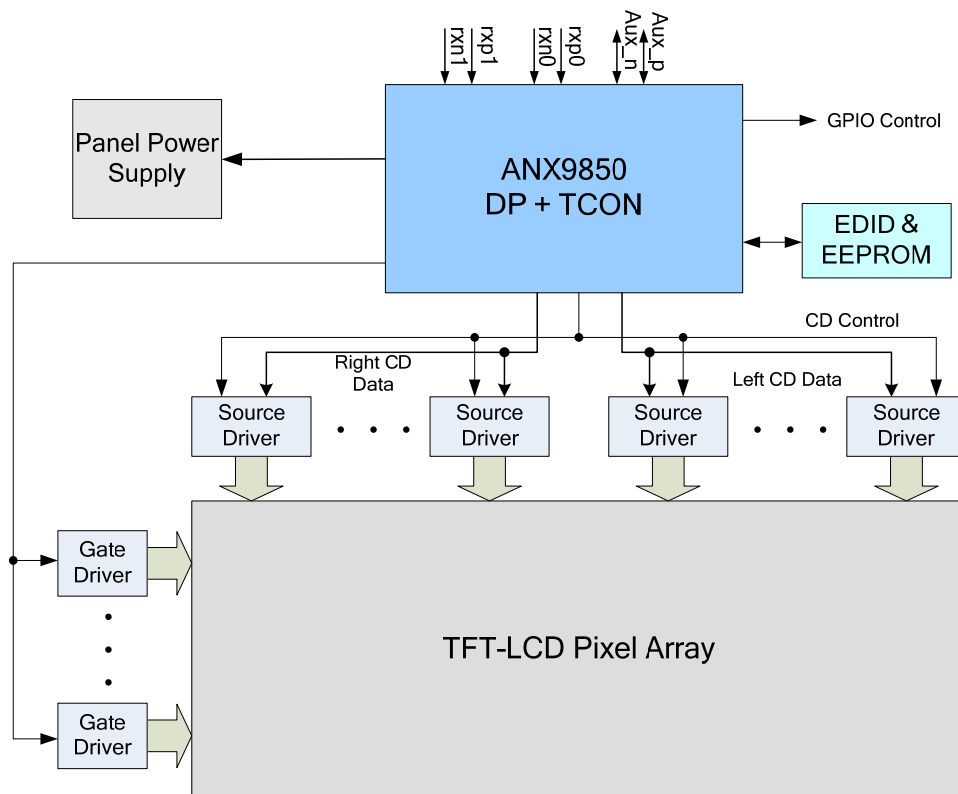 rxn1
rxp1
rxn0
rxp0
Aux_n
Aux_p
Panel Power
Supply
ANX9850
DP + TCON
GPIO Control
EDID &
EEPROM
CD Control
Right CD
Data
Left CD Data
Source
Driver
Source
Driver
Source
Driver
Source
Driver
Gate
Driver
TFT-LCD Pixel Array
Gate
Driver